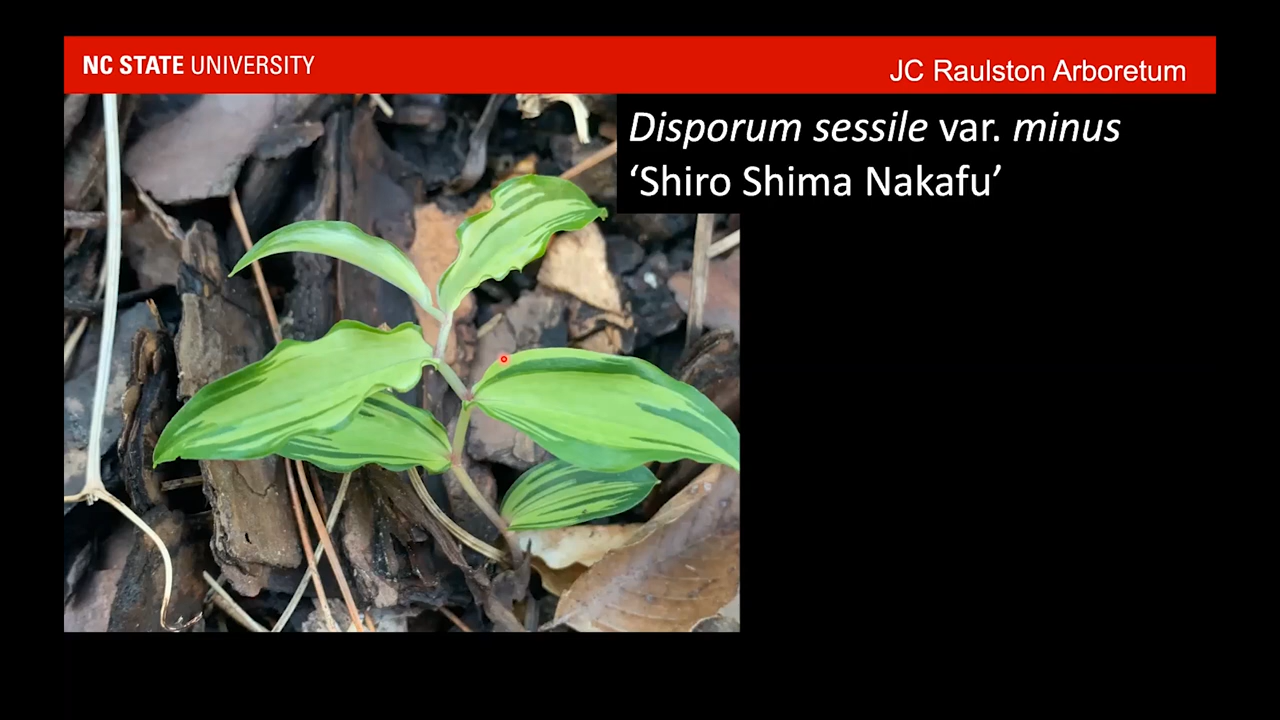 NC STATE UNIVERSITY
JC Raulston Arboretum
Disporum sessile var. minus
‘Shiro Shima Nakafu’